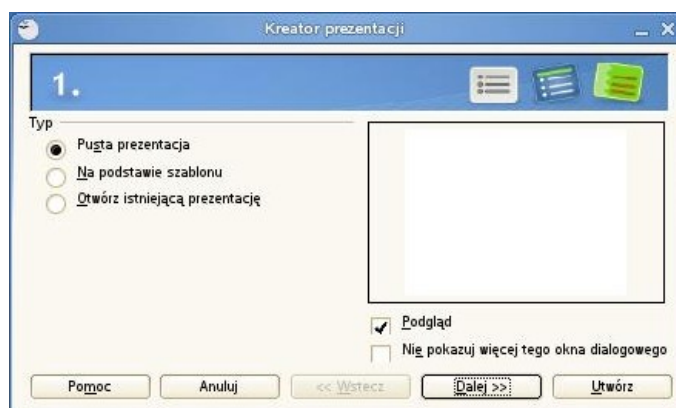 Kreator prezentacji
1.
Typ
Pusta prezentacja
Na podstawie szablonu
Otwórz istniejącą prezentację
Podgląd
Nie pokazuj więcej tego okna dialogowego
Pomoc
Anuluj
<< Wstecz
Dalej >>
Utwórz